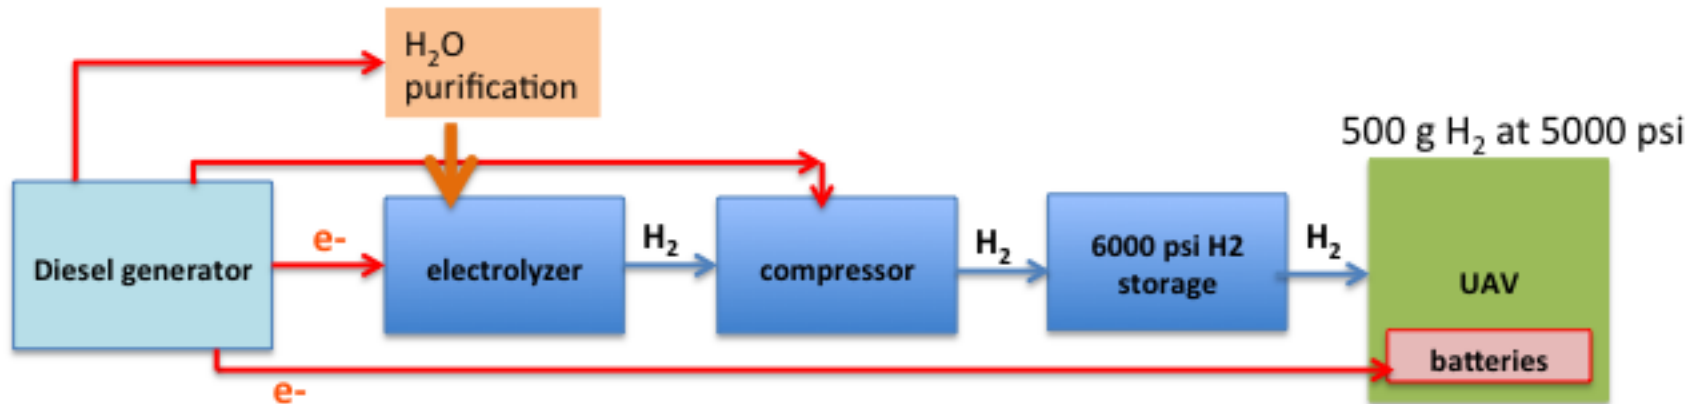 H₂O
purification
500 g H₂ at 5000 psi
Diesel generator
e-
electrolyzer
H₂
compressor
H₂
6000 psi H2
storage
H₂
UAV
batteries
e-